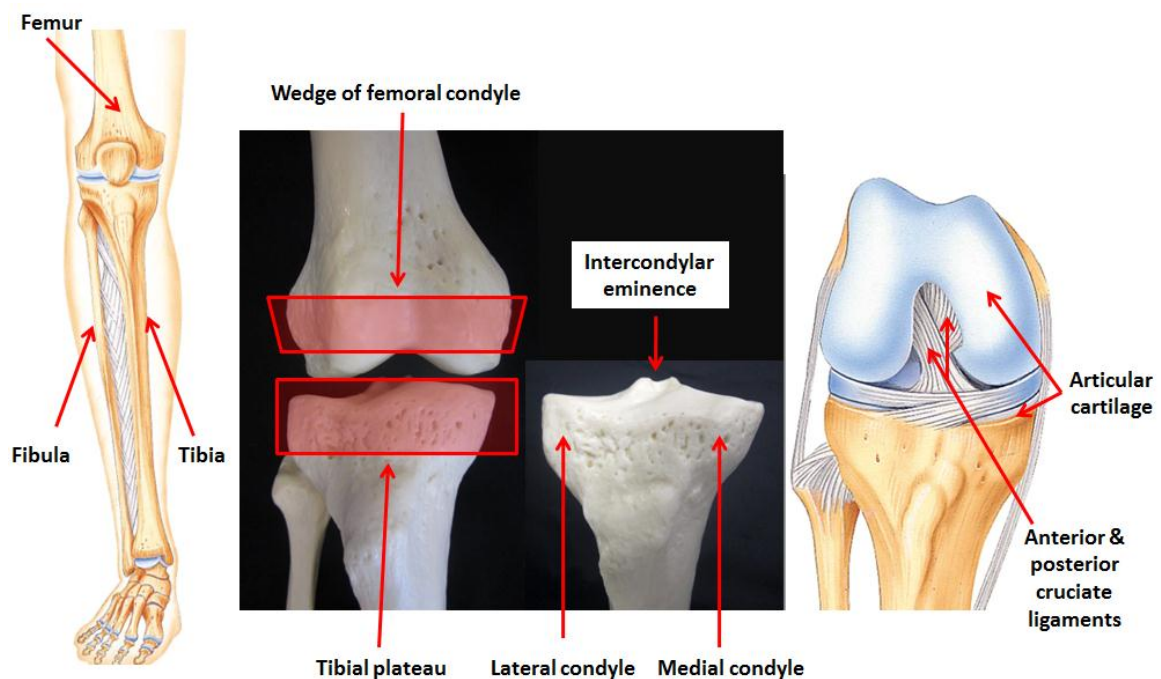 Femur
Wedge of femoral condyle
Intercondylar
eminence
Articular
cartilage
Fibula
Tibia
Anterior &
posterior
cruciate
ligaments
Tibial plateau
Lateral condyle
Medial condyle